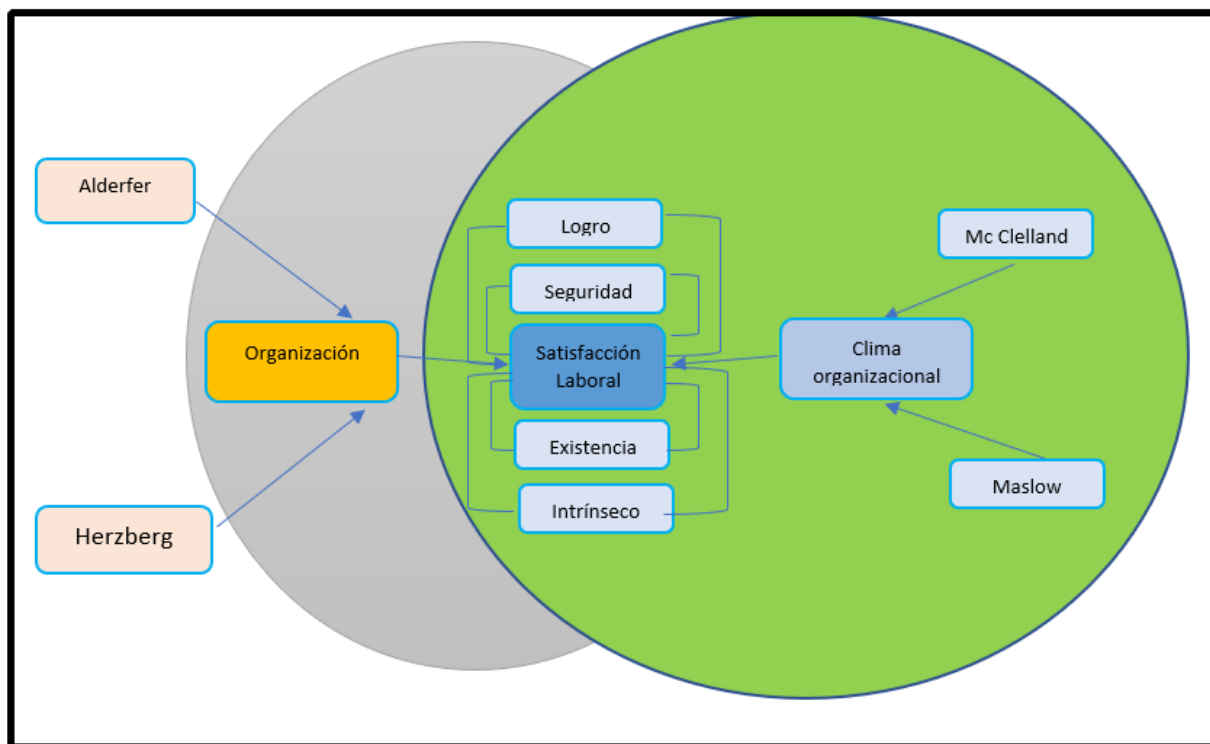 Alderfer
Logro
Mc Clelland
Seguridad
Organización
Satisfacción
Laboral
Clima
organizacional
Existencia
Maslow
Intrínseco
Herzberg